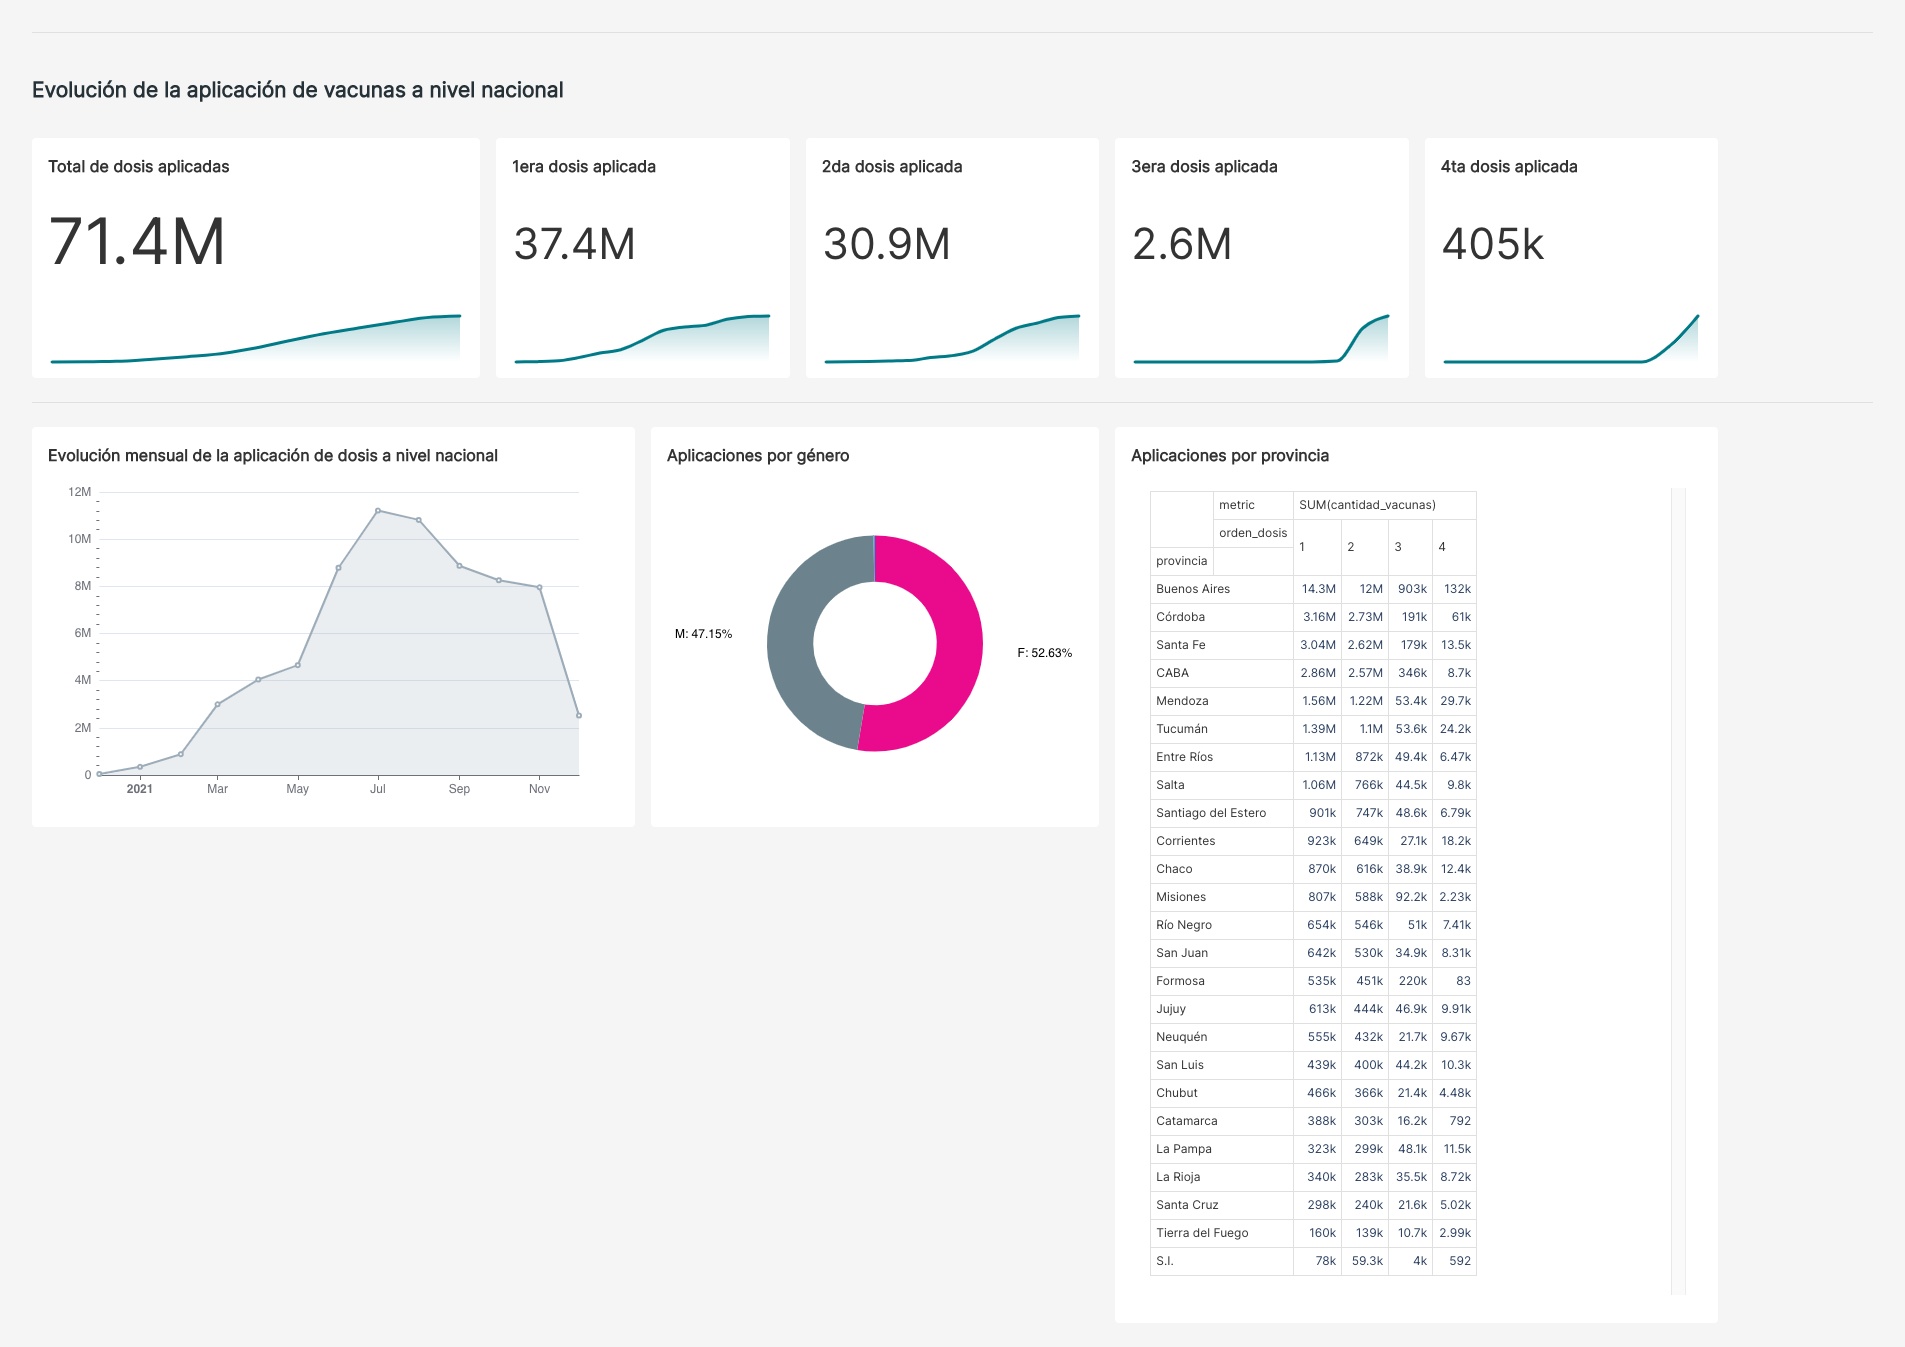 Evolución de la aplicación de vacunas a nivel nacional
Total de dosis aplicadas
71.4M
1era dosis aplicada
37.4M
2da dosis aplicada
30.9M
3era dosis aplicada
2.6M
4ta dosis aplicada
405k
Evolución mensual de la aplicación de dosis a nivel nacional
12M
10M
8M
6M
4M
2M
0
2021 Mar May Jul Sep Nov
Aplicaciones por género
M: 47.15%
F: 52.63%
Aplicaciones por provincia
metric SUM(cantidad_vacunas)
orden_dosis 1 2 3 4
provincia
Buenos Aires 14.3M 12M 903k 132k
Córdoba 3.16M 2.73M 191k 61k
Santa Fe 3.04M 2.62M 179k 13.5k
CABA 2.86M 2.57M 346k 8.7k
Mendoza 1.56M 1.22M 53.4k 29.7k
Tucumán 1.39M 1.1M 53.6k 24.2k
Entre Ríos 1.13M 872k 49.4k 6.47k
Salta 1.06M 766k 44.5k 9.8k
Santiago del Estero 901k 747k 48.6k 6.79k
Corrientes 923k 649k 27.1k 18.2k
Chaco 870k 616k 38.9k 12.4k
Misiones 807k 588k 92.2k 2.23k
Río Negro 654k 546k 51k 7.41k
San Juan 642k 530k 34.9k 8.31k
Formosa 535k 451k 220k 83
Jujuy 613k 444k 46.9k 9.91k
Neuquén 555k 432k 21.7k 9.67k
San Luis 439k 400k 44.2k 10.3k
Chubut 466k 366k 21.4k 4.48k
Catamarca 388k 303k 16.2k 792
La Pampa 323k 299k 48.1k 11.5k
La Rioja 340k 283k 35.5k 8.72k
Santa Cruz 298k 240k 21.6k 5.02k
Tierra del Fuego 160k 139k 10.7k 2.99k
S.I. 78k 59.3k 4k 592